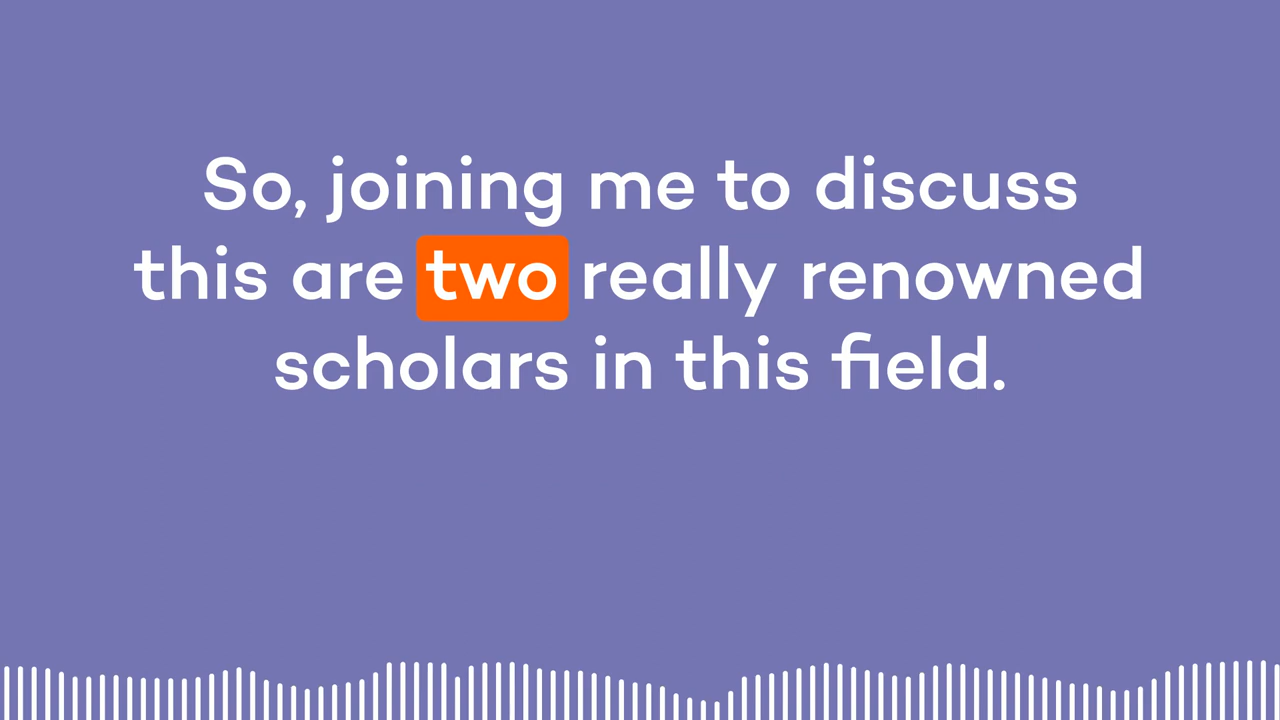 So, joining me to discuss
this are two really renowned
scholars in this field.